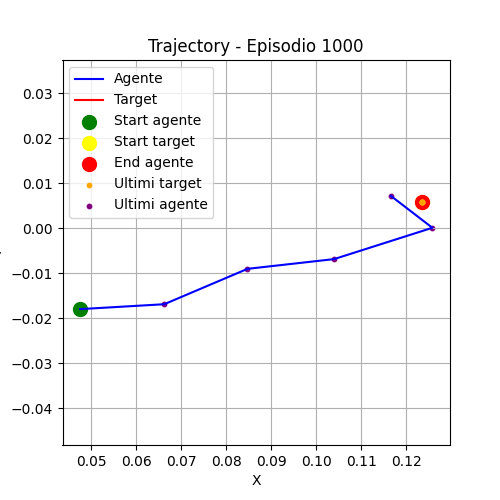 Trajectory - Episodio 1000
Agente
Target
Start agente
Start target
End agente
Ultimi target
Ultimi agente
0.03
0.02
0.01
0.00
−0.01
−0.02
−0.03
−0.04
0.05 0.06 0.07 0.08 0.09 0.10 0.11 0.12
X